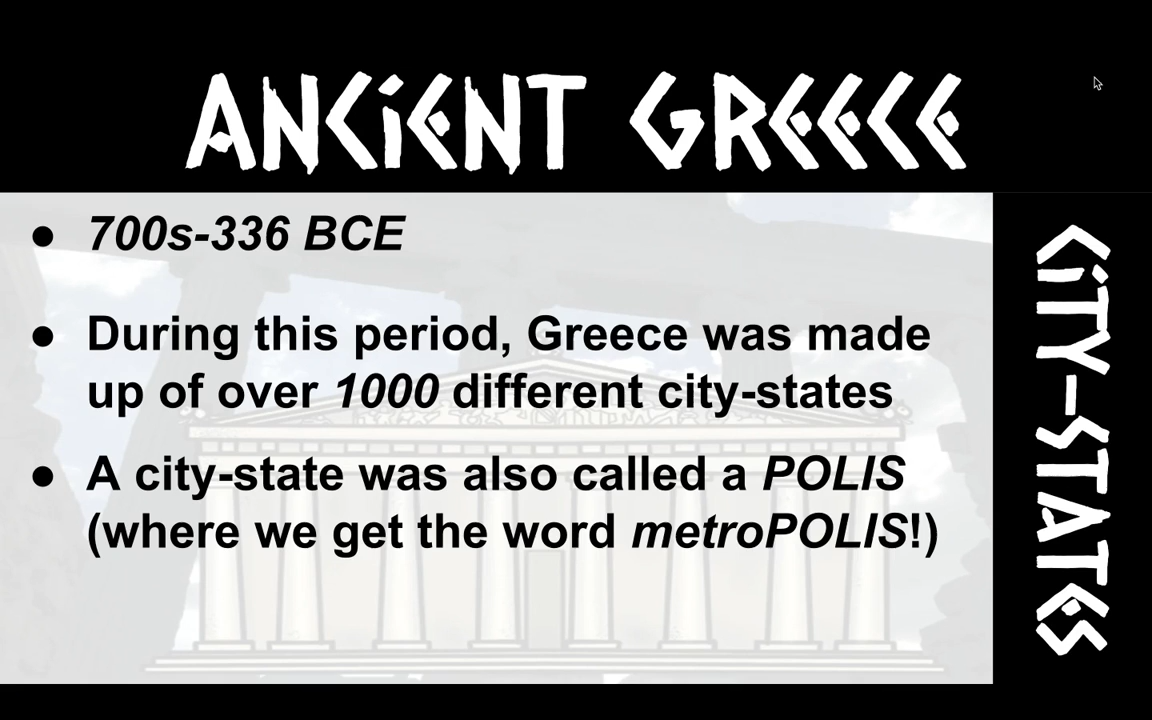 ANCiENT GREECE
● 700s-336 BCE
● During this period, Greece was made
up of over 1000 different city-states
● A city-state was also called a POLIS
(where we get the word metroPOLIS!)
CiTY-STATES